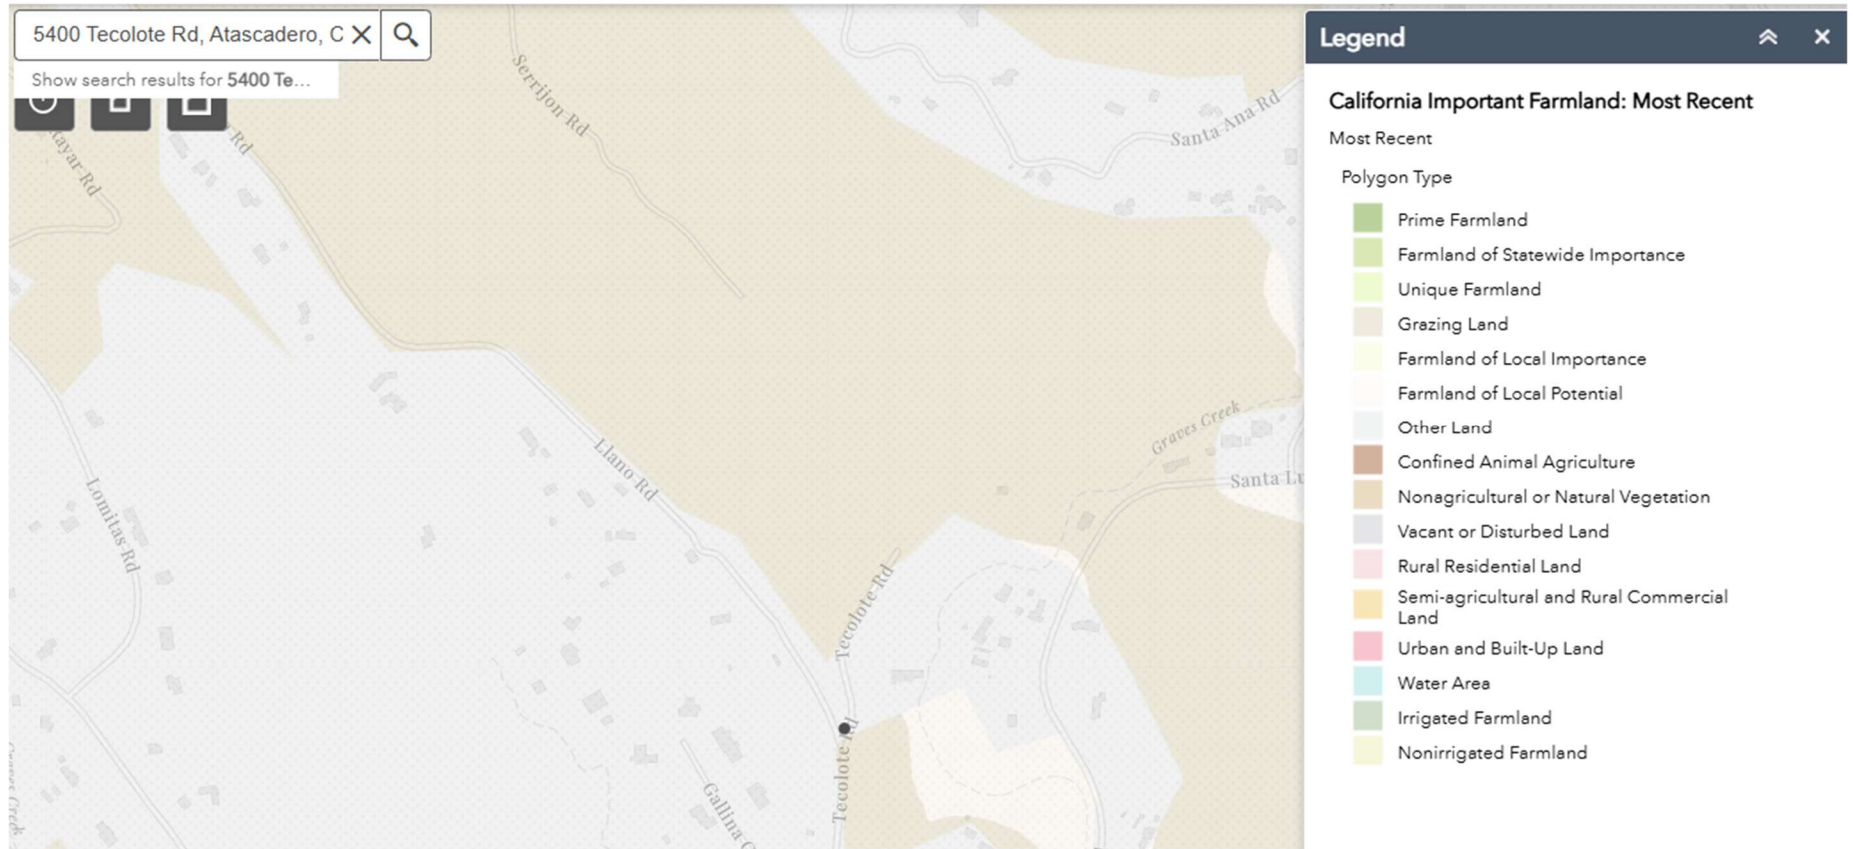 5400 Tecolote Rd, Atascadero, C
Show search results for 5400 Te...
Rd
Serrijon Rd
Santa Ana Rd
Llano Rd
Lomitas Rd
Graves Creek
Santa Lu
Tecolote Rd
Tecolote Rd
Gallina
Legend
California Important Farmland: Most Recent
Most Recent
Polygon Type
Prime Farmland
Farmland of Statewide Importance
Unique Farmland
Grazing Land
Farmland of Local Importance
Farmland of Local Potential
Other Land
Confined Animal Agriculture
Nonagricultural or Natural Vegetation
Vacant or Disturbed Land
Rural Residential Land
Semi-agricultural and Rural Commercial
Land
Urban and Built-Up Land
Water Area
Irrigated Farmland
Nonirrigated Farmland